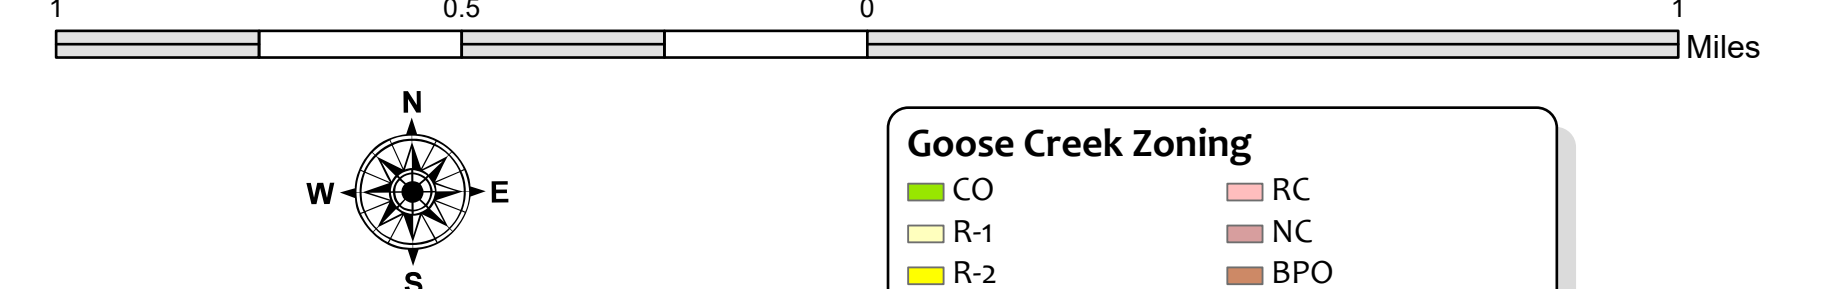 1 0.5 0 1
Miles
N
W E
S
Goose Creek Zoning
CO RC
R-1 NC
R-2 BPO